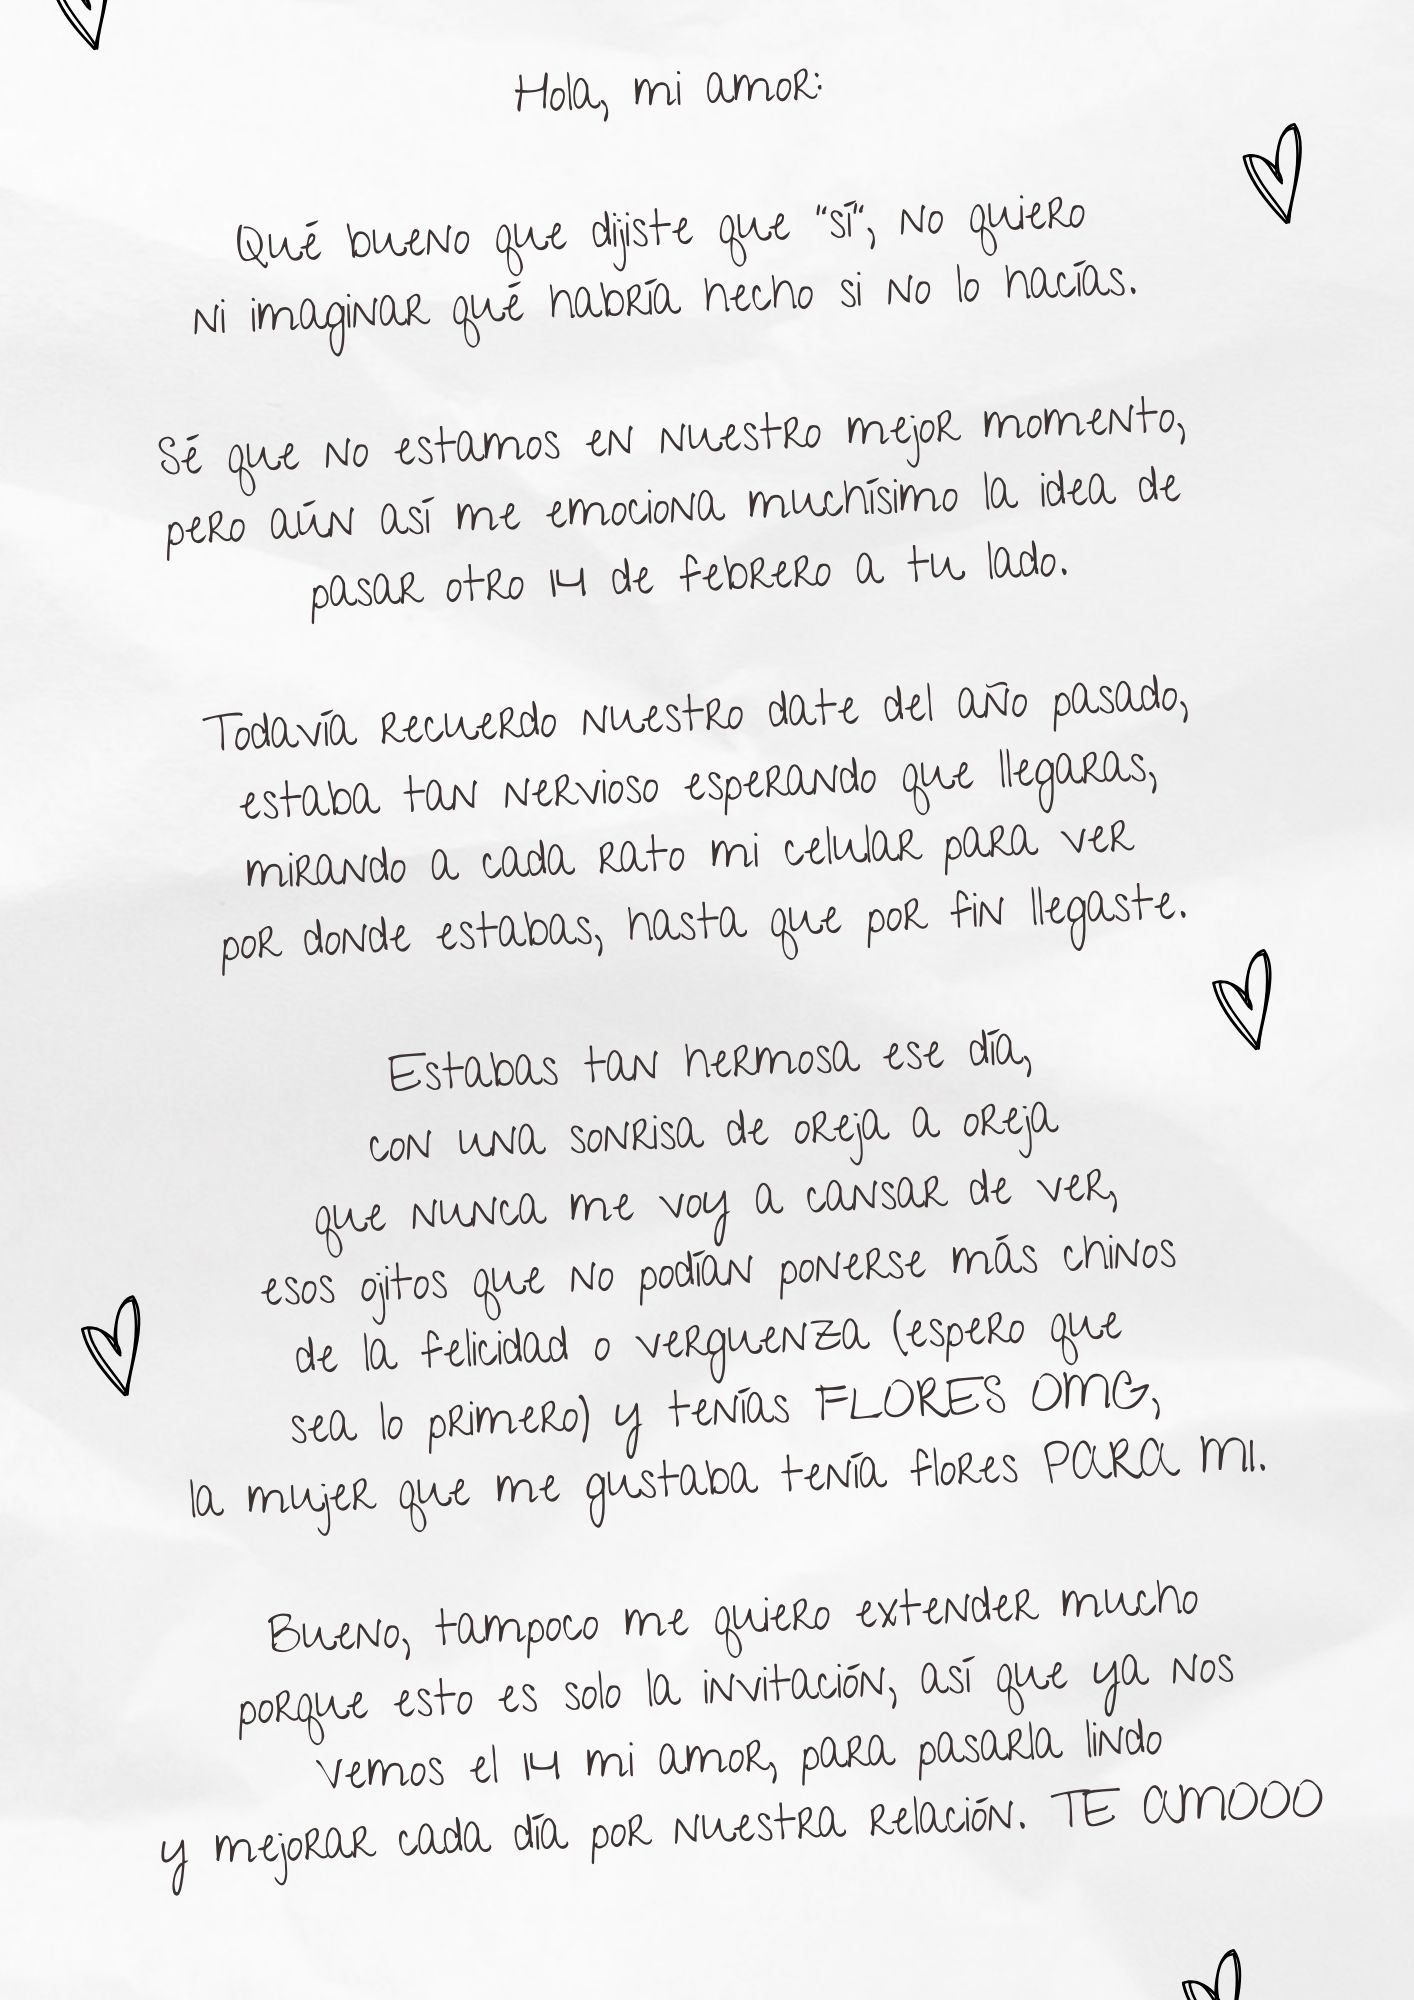 Hola, mi amor:
Qué bueno que dijiste que "sí", no quiero
ni imaginar qué habría hecho si no lo hacías.
Sé que no estamos en nuestro mejor momento,
pero aún así me emociona muchísimo la idea de
pasar otro 14 de febrero a tu lado.
Todavía recuerdo nuestro date del año pasado,
estaba tan nervioso esperando que llegaras,
mirando a cada rato mi celular para ver
por donde estabas, hasta que por fin llegaste.
Estabas tan hermosa ese día,
con una sonrisa de oreja a oreja
que nunca me voy a cansar de ver,
esos ojitos que no podían ponerse más chinos
de la felicidad o verguenza (espero que
sea lo primero) y tenías FLORES OMG,
la mujer que me gustaba tenía flores PARA MI.
Bueno, tampoco me quiero extender mucho
porque esto es solo la invitación, así que ya nos
vemos el 14 mi amor, para pasarla lindo
y mejorar cada día por nuestra relación. TE AMOOO